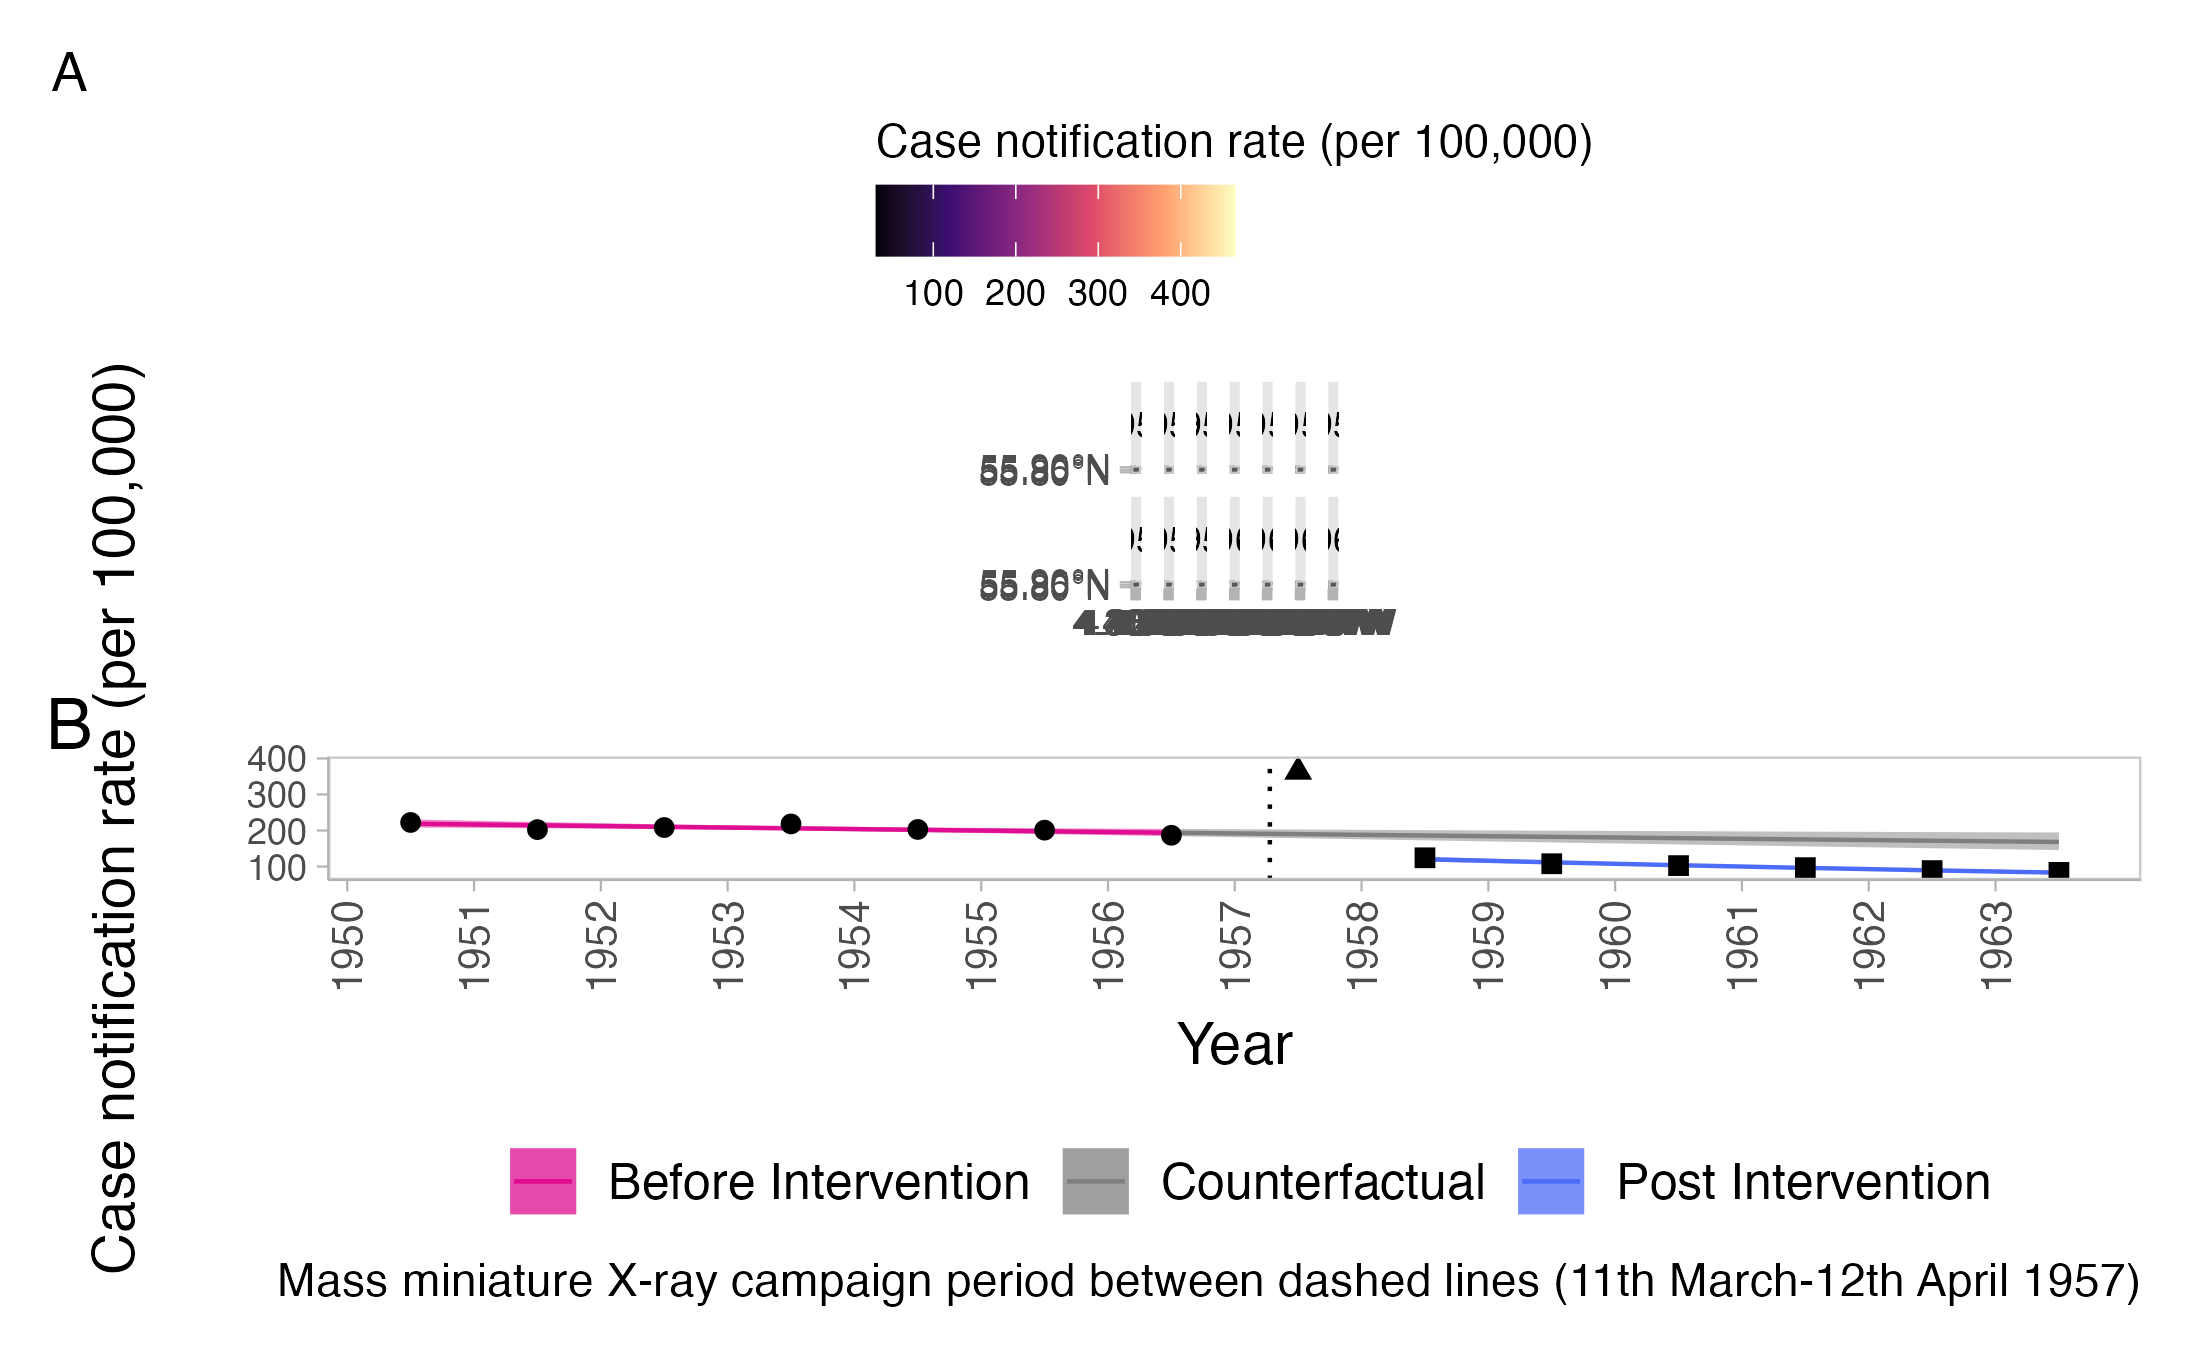 A
Case notification rate (per 100,000)
100 200 300 400
Case notification rate (per 100,000)
B
400
300
200
100
1950 1951 1952 1953 1954 1955 1956 1957 1958 1959 1960 1961 1962 1963
Year
Before Intervention Counterfactual Post Intervention
Mass miniature X-ray campaign period between dashed lines (11th March-12th April 1957)